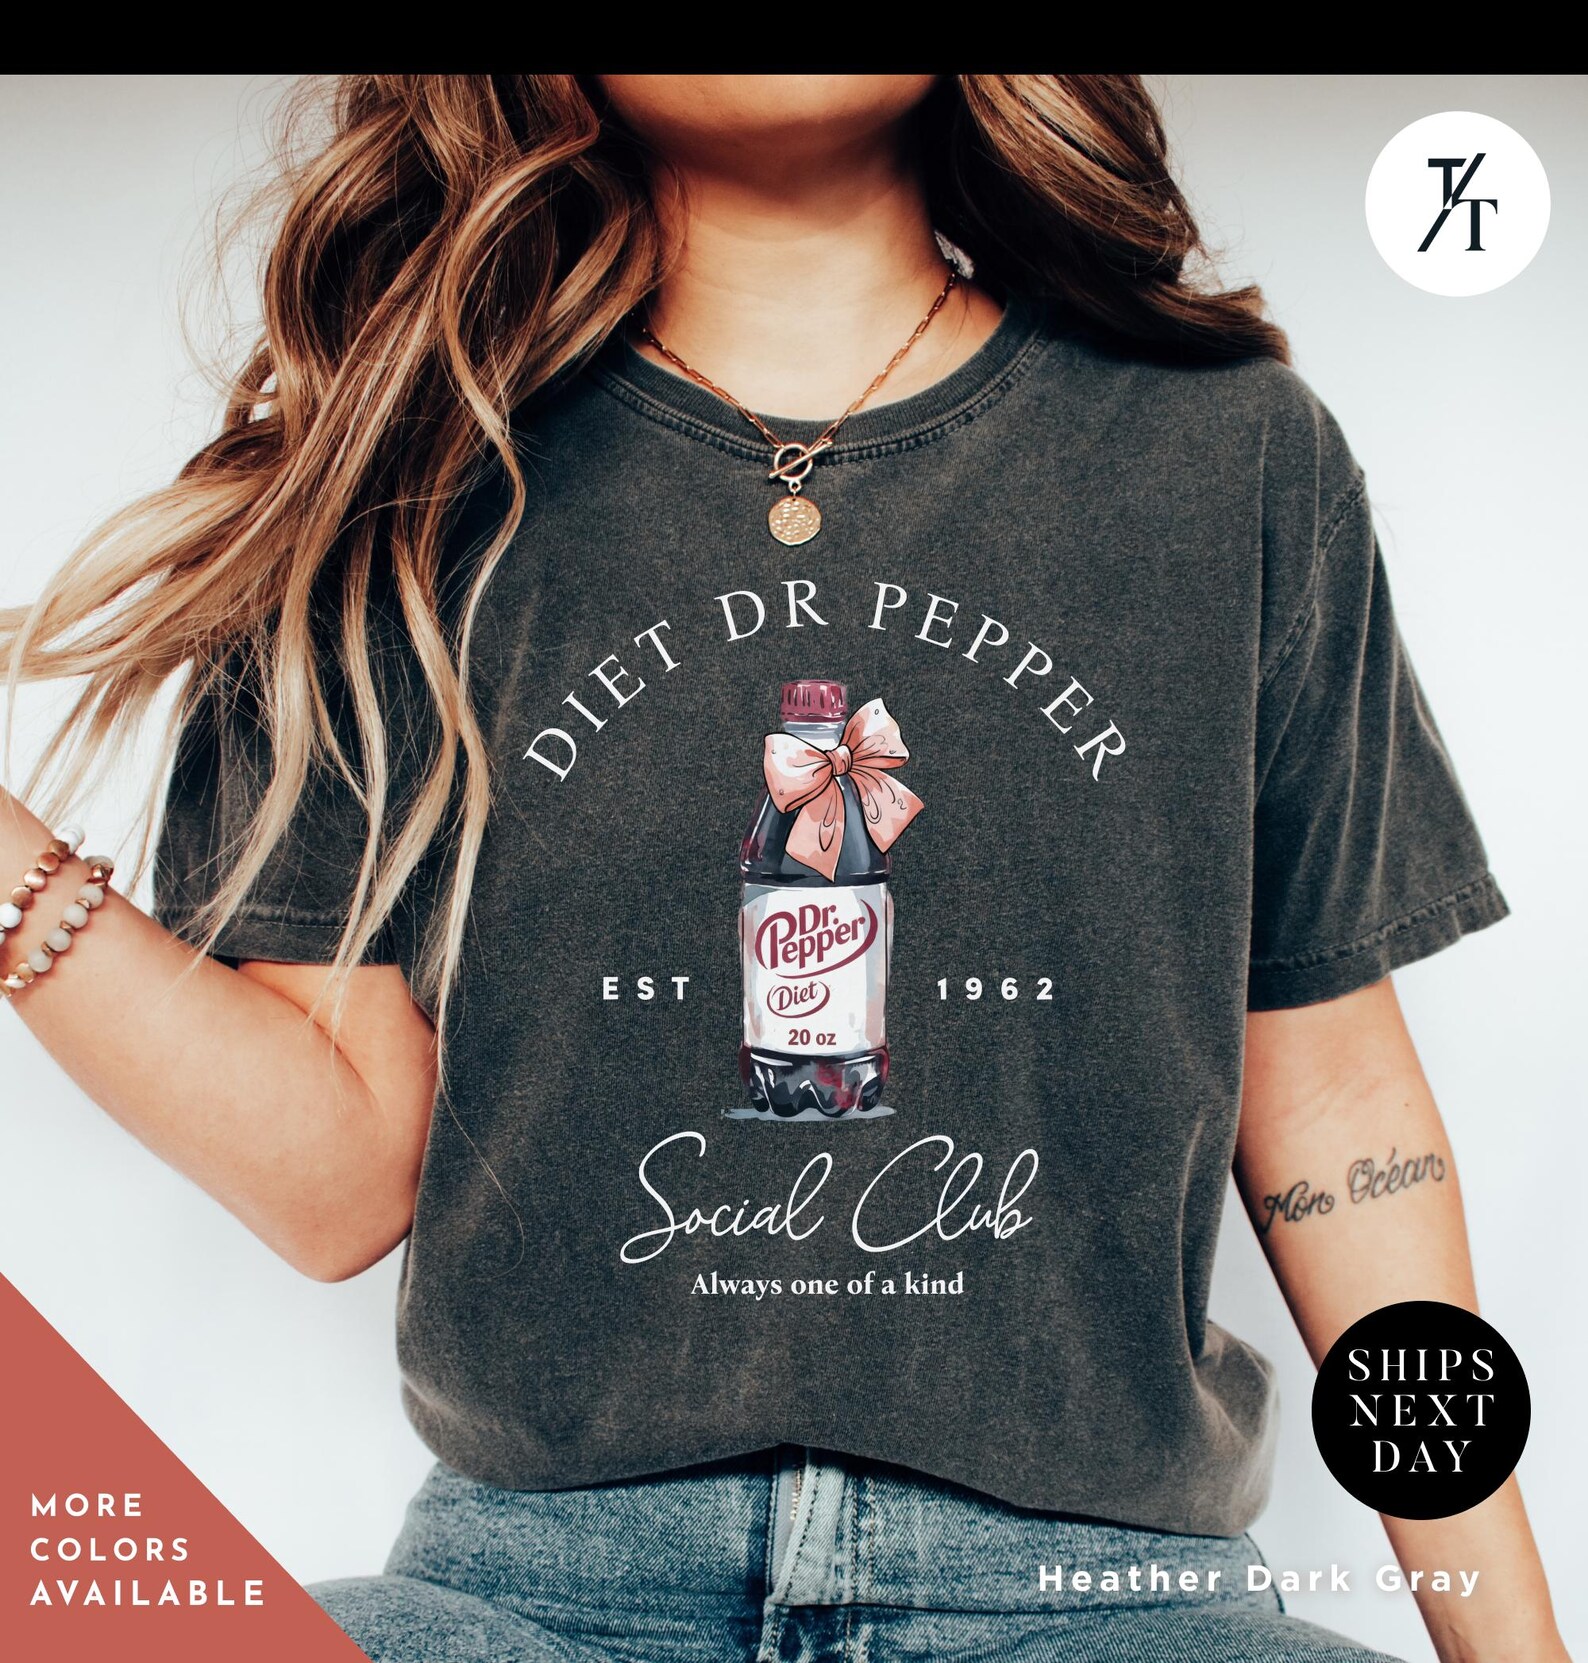 T/T
DIET DR PEPPER
Dr.
Pepper
Diet
20 oz
EST 1962
Social Club
Always one of a kind
Món Océan
SHIPS
NEXT
DAY
MORE
COLORS
AVAILABLE
Heather Dark Gray